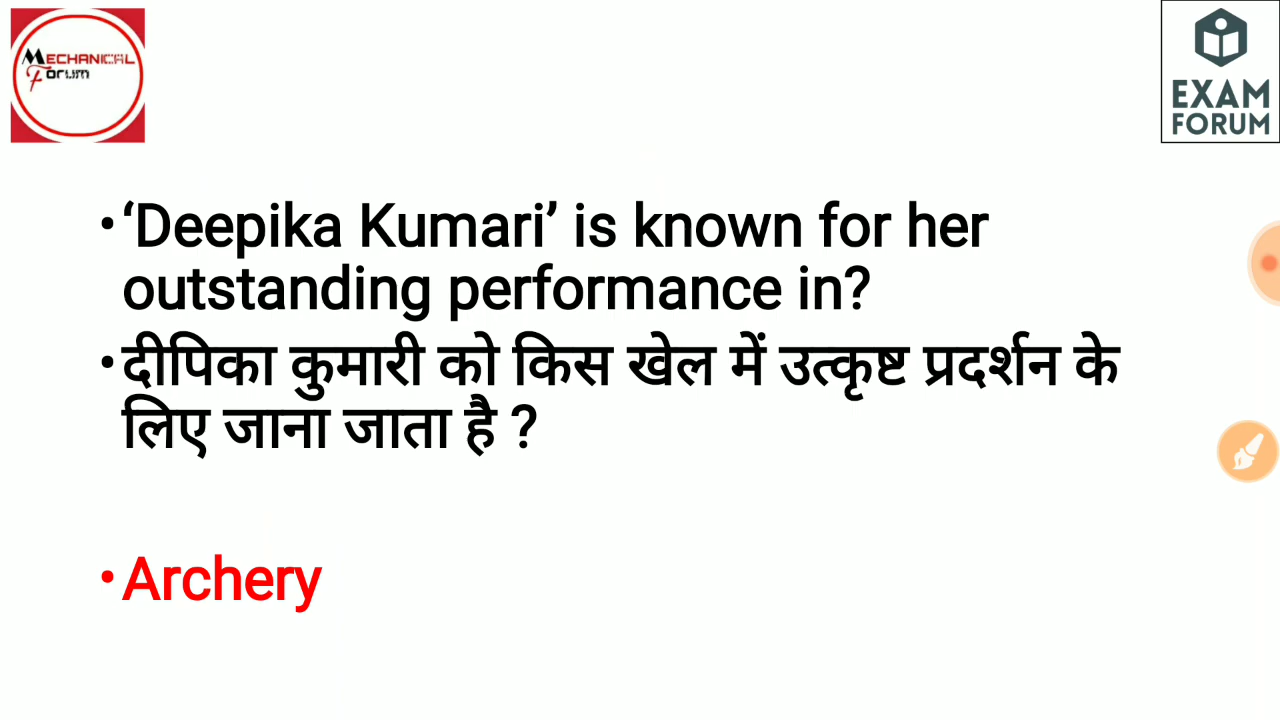 MECHANICAL
Forum
EXAM
FORUM
•‘Deepika Kumari’ is known for her
outstanding performance in?
•दीपिका कुमारी को किस खेल में उत्कृष्ट प्रदर्शन के
लिए जाना जाता है ?
•Archery